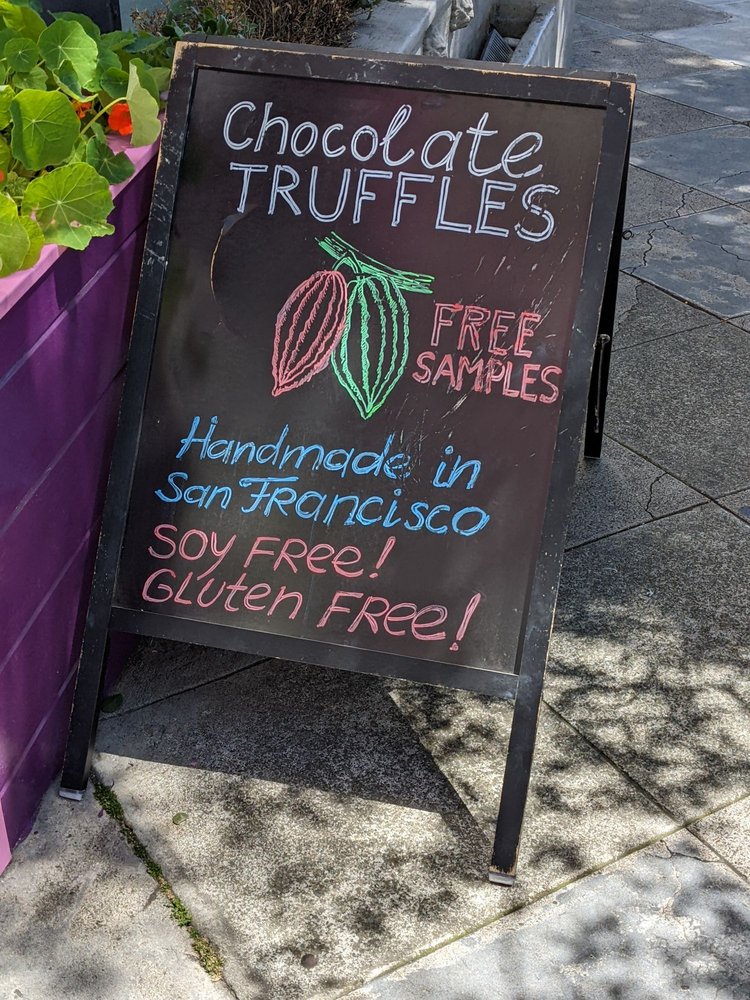 Chocolate
TRUFFLES
FREE
SAMPLES
Handmade in
San Francisco
SOY FREE!
GLUTEN FREE!